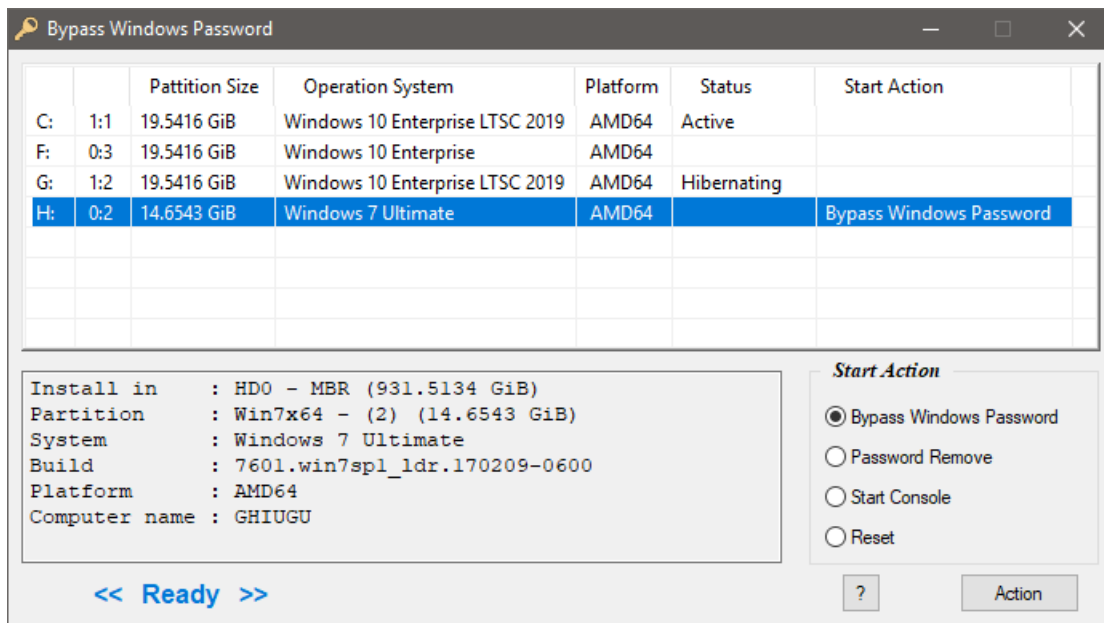 Bypass Windows Password
Pattition Size Operation System Platform Status Start Action
C: 1:1 19.5416 GiB Windows 10 Enterprise LTSC 2019 AMD64 Active
F: 0:3 19.5416 GiB Windows 10 Enterprise AMD64
G: 1:2 19.5416 GiB Windows 10 Enterprise LTSC 2019 AMD64 Hibernating
H: 0:2 14.6543 GiB Windows 7 Ultimate AMD64 Bypass Windows Password
Install in : HD0 - MBR (931.5134 GiB)
Partition : Win7x64 - (2) (14.6543 GiB)
System : Windows 7 Ultimate
Build : 7601.win7sp1_ldr.170209-0600
Platform : AMD64
Computer name : GHIUGU
Start Action
Bypass Windows Password
Password Remove
Start Console
Reset
<< Ready >>
? Action